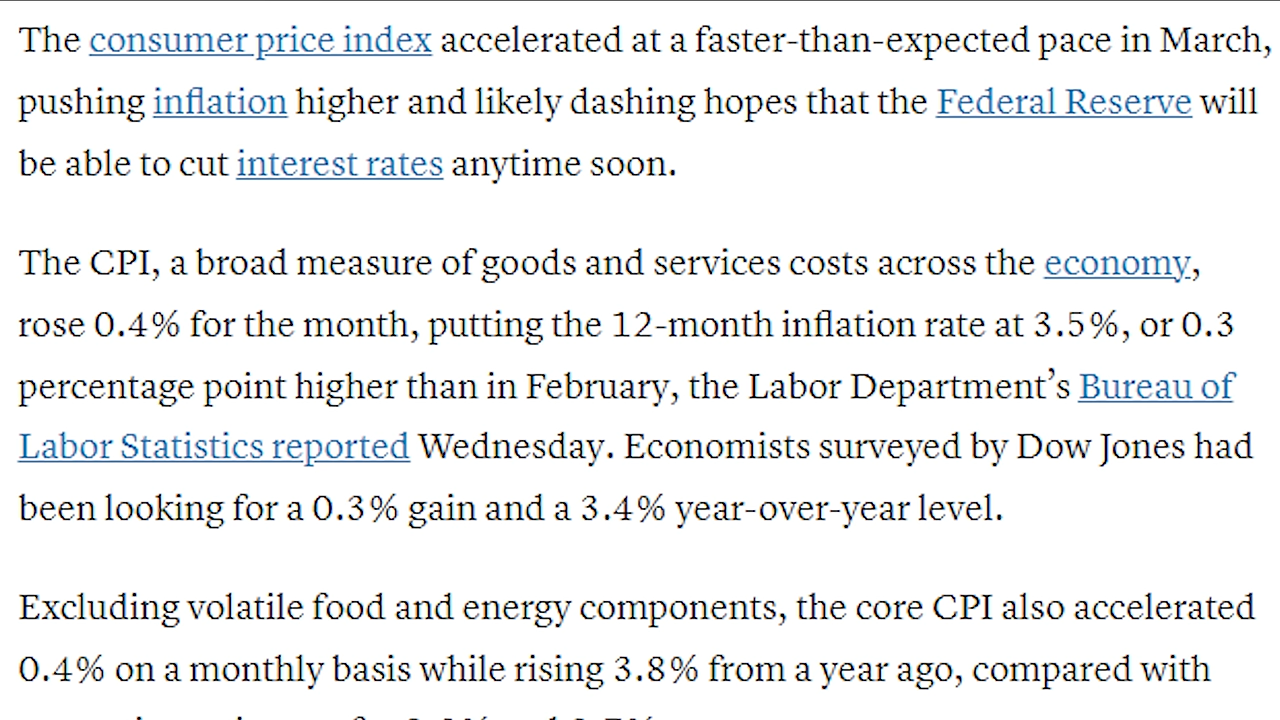 The consumer price index accelerated at a faster-than-expected pace in March,
pushing inflation higher and likely dashing hopes that the Federal Reserve will
be able to cut interest rates anytime soon.
The CPI, a broad measure of goods and services costs across the economy,
rose 0.4% for the month, putting the 12-month inflation rate at 3.5%, or 0.3
percentage point higher than in February, the Labor Department’s Bureau of
Labor Statistics reported Wednesday. Economists surveyed by Dow Jones had
been looking for a 0.3% gain and a 3.4% year-over-year level.
Excluding volatile food and energy components, the core CPI also accelerated
0.4% on a monthly basis while rising 3.8% from a year ago, compared with